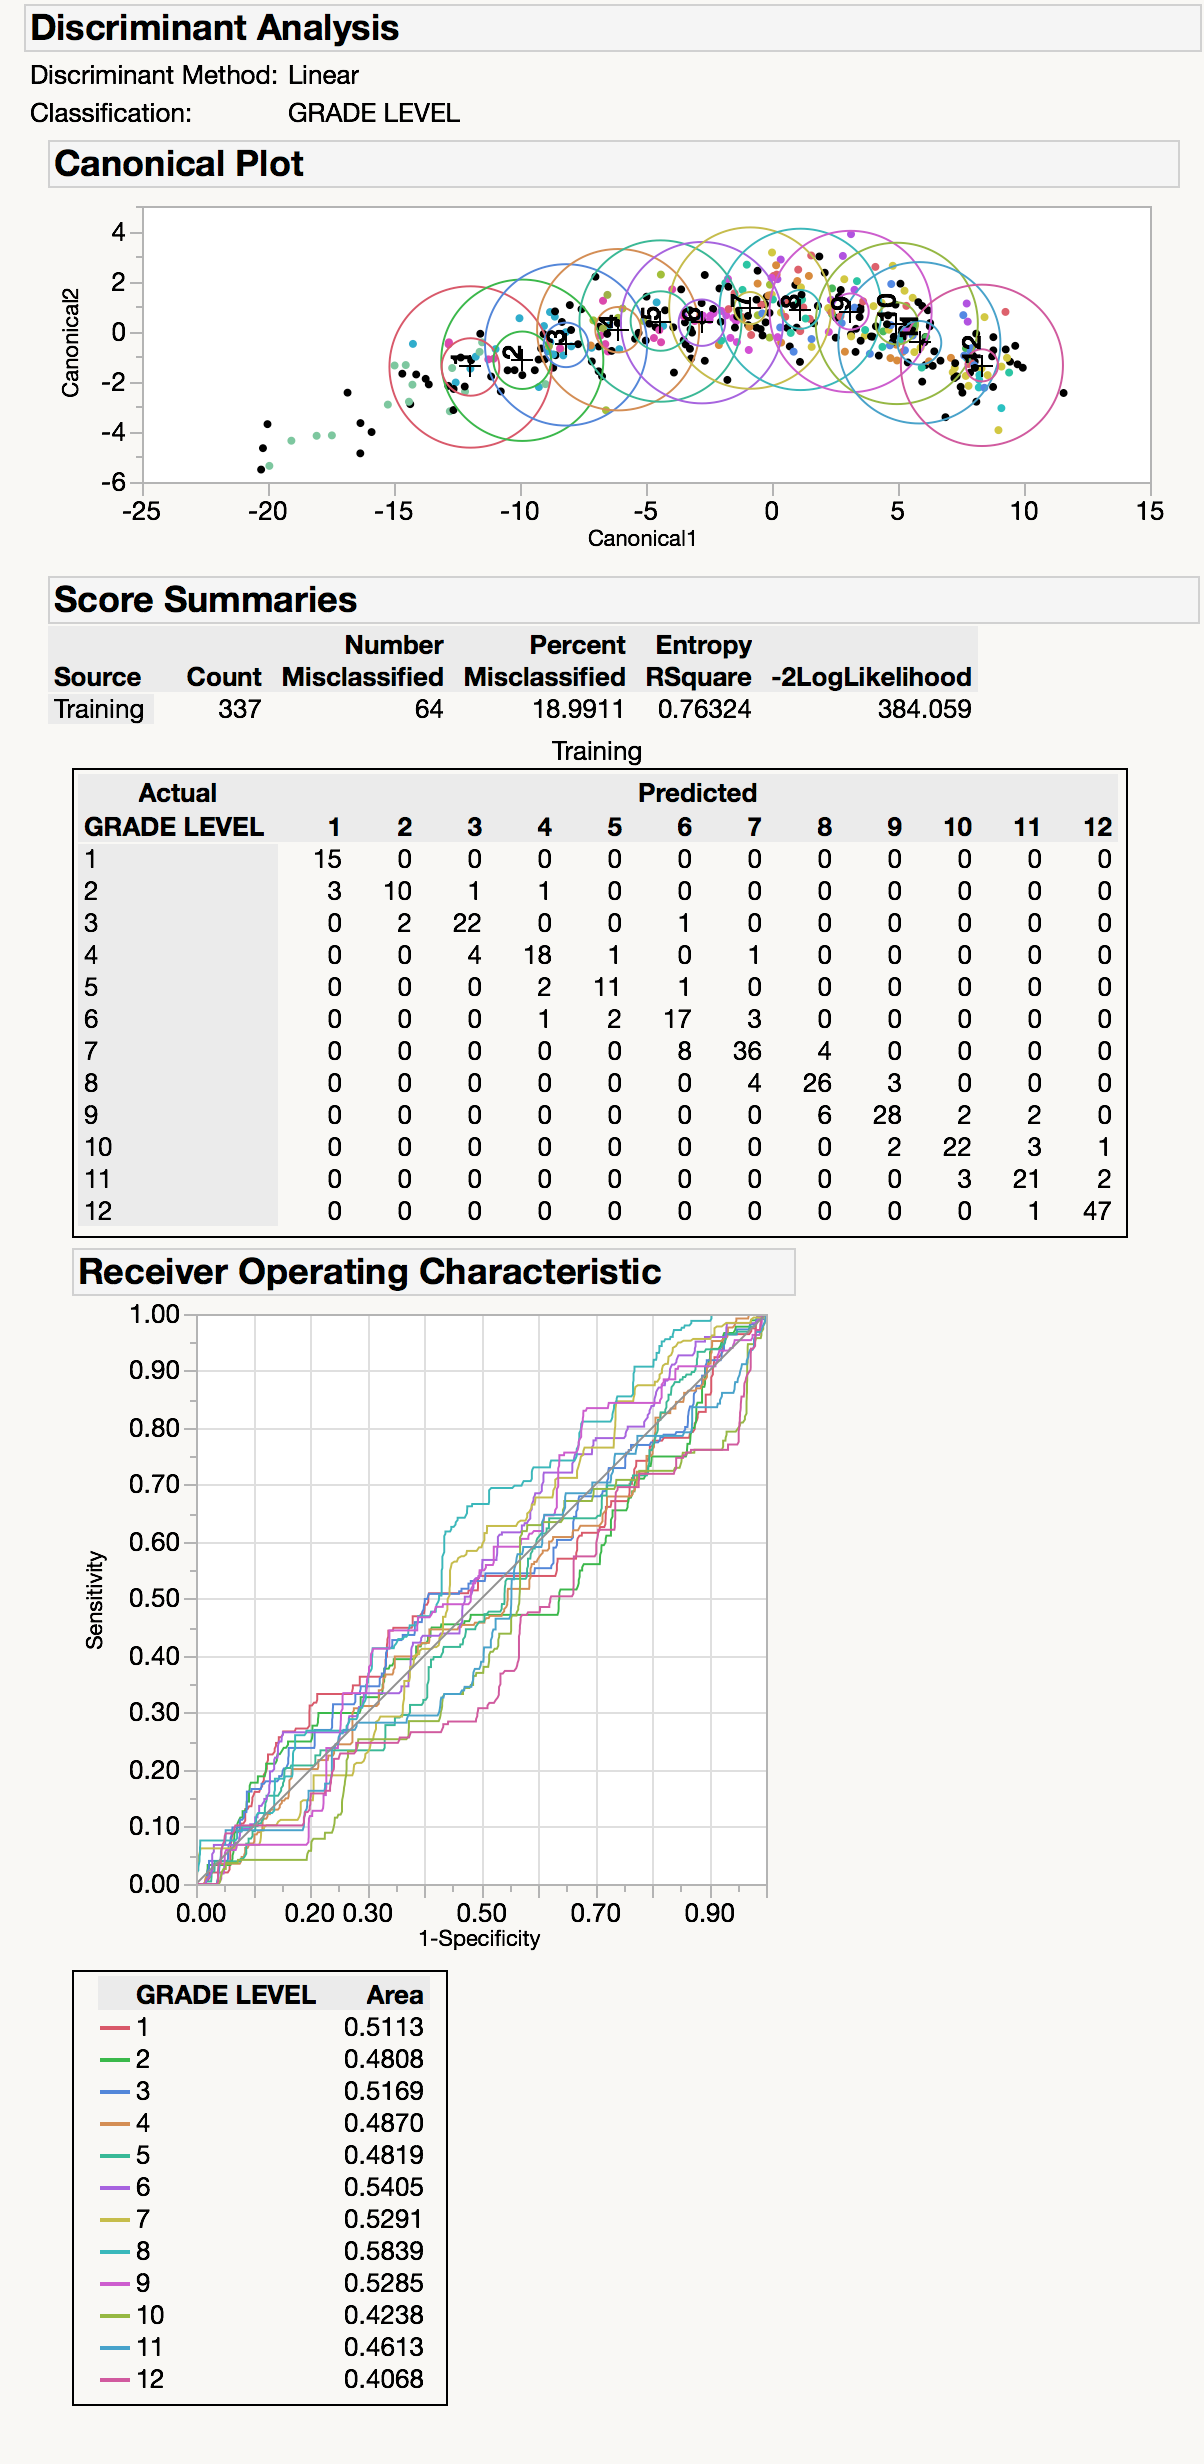 Discriminant Analysis
Discriminant Method: Linear
Classification: GRADE LEVEL
Canonical Plot
Canonical2
4
2
0
-2
-4
-6
1 2 3 4 5 6 7 8 9 10 11 12
-25 -20 -15 -10 -5 0 5 10 15
Canonical1
Score Summaries
Number Percent Entropy
Source Count Misclassified Misclassified RSquare -2LogLikelihood
Training 337 64 18.9911 0.76324 384.059
Training
Actual Predicted
GRADE LEVEL 1 2 3 4 5 6 7 8 9 10 11 12
1 15 0 0 0 0 0 0 0 0 0 0 0
2 3 10 1 1 0 0 0 0 0 0 0 0
3 0 2 22 0 0 1 0 0 0 0 0 0
4 0 0 4 18 1 0 1 0 0 0 0 0
5 0 0 0 2 11 1 0 0 0 0 0 0
6 0 0 0 1 2 17 3 0 0 0 0 0
7 0 0 0 0 0 8 36 4 0 0 0 0
8 0 0 0 0 0 0 4 26 3 0 0 0
9 0 0 0 0 0 0 0 6 28 2 2 0
10 0 0 0 0 0 0 0 0 2 22 3 1
11 0 0 0 0 0 0 0 0 0 3 21 2
12 0 0 0 0 0 0 0 0 0 0 1 47
Receiver Operating Characteristic
Sensitivity
1.00
0.90
0.80
0.70
0.60
0.50
0.40
0.30
0.20
0.10
0.00
0.00 0.20 0.30 0.50 0.70 0.90
1-Specificity
GRADE LEVEL Area
1 0.5113
2 0.4808
3 0.5169
4 0.4870
5 0.4819
6 0.5405
7 0.5291
8 0.5839
9 0.5285
10 0.4238
11 0.4613
12 0.4068